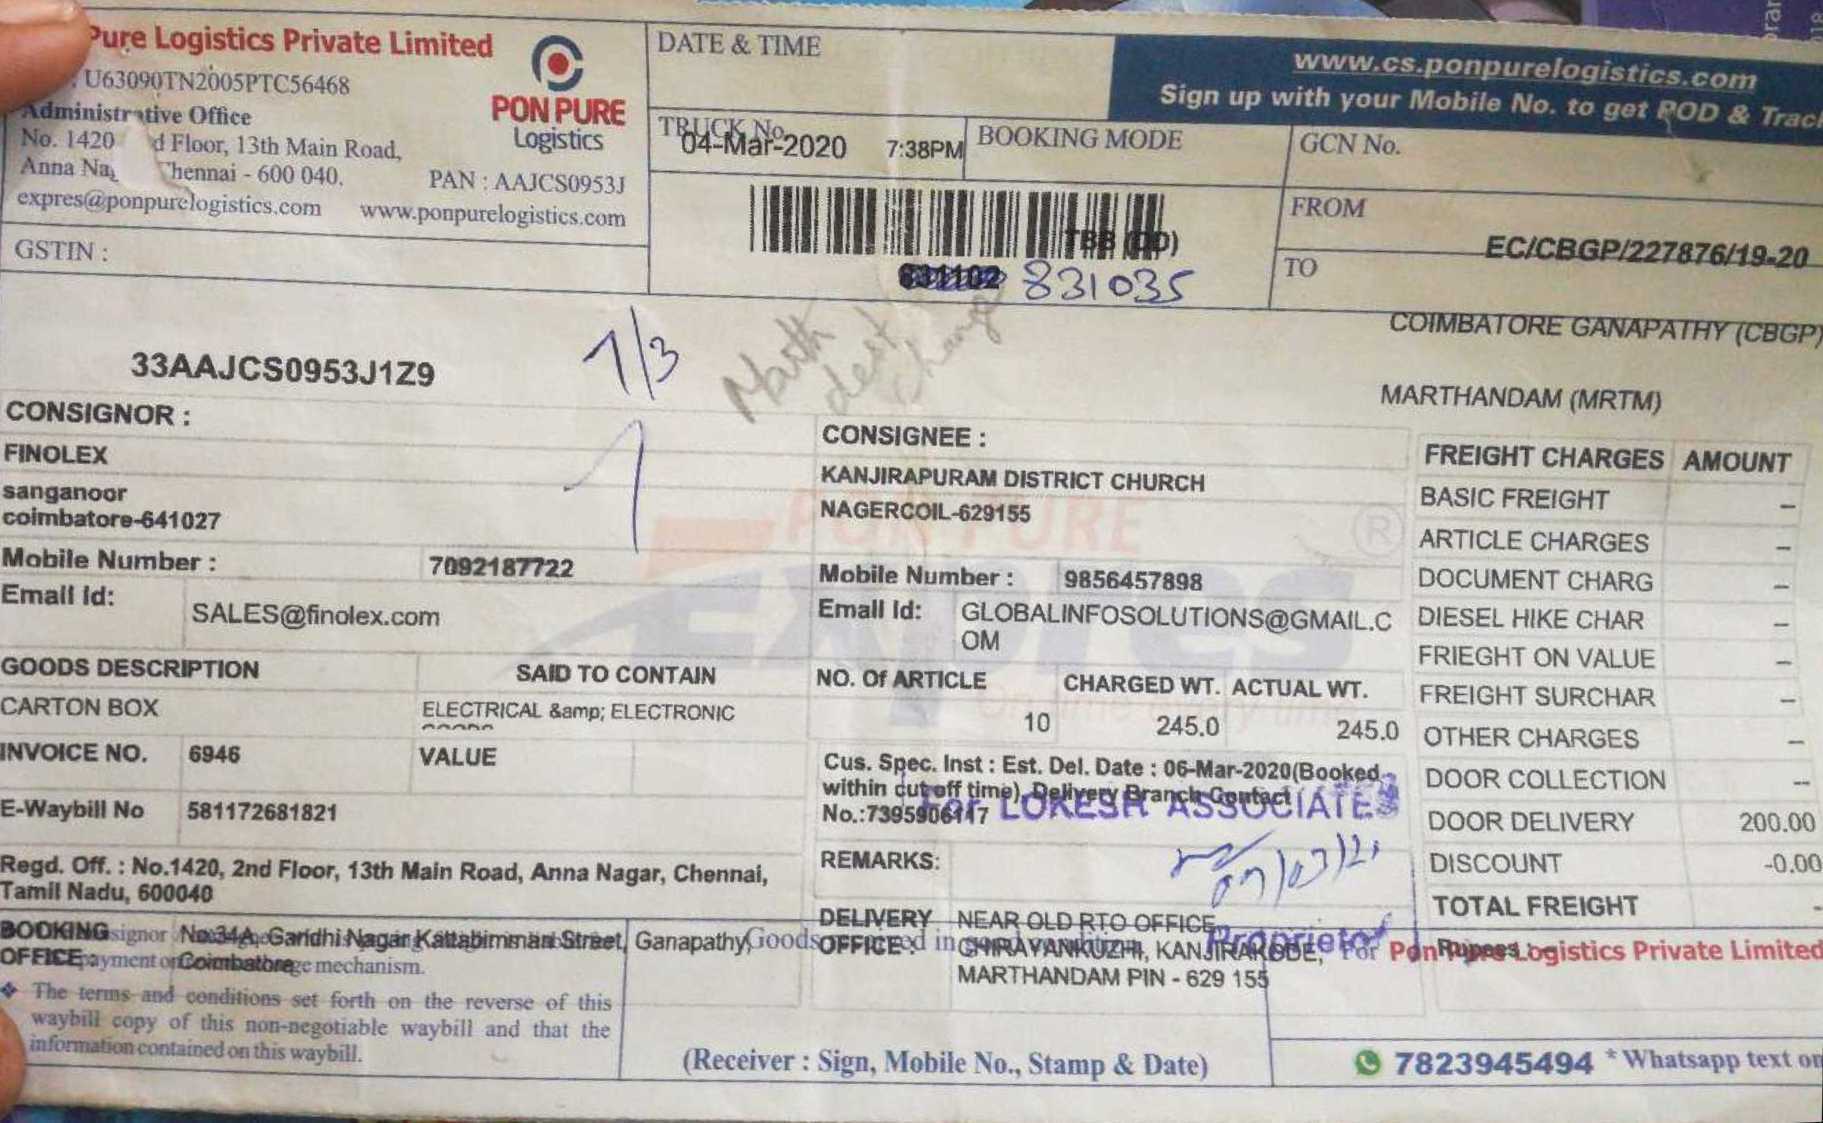 Pure Logistics Private Limited
U63090TN2005PTC56468
Administrative Office
No. 1420 d Floor, 13th Main Road,
Anna Na Chennai - 600 040.
PAN : AAJCS0953J
expres@ponpurelogistics.com www.ponpurelogistics.com
GSTIN :
PON PURE
Logistics
DATE & TIME
www.cs.ponpurelogistics.com
Sign up with your Mobile No. to get POD & Track
TRUCK No.
04-Mar-2020 7:38PM
BOOKING MODE
GCN No.
FROM
TBB (DD)
EC/CBGP/227876/19-20
TO
831102 831035
COIMBATORE GANAPATHY (CBGP)
33AAJCS0953J1Z9
1/3
Marth
dest
change
MARTHANDAM (MRTM)
CONSIGNOR :
FINOLEX
sanganoor
coimbatore-641027
Mobile Number : 7092187722
Email Id: SALES@finolex.com
CONSIGNEE :
KANJIRAPURAM DISTRICT CHURCH
NAGERCOIL-629155
Mobile Number : 9856457898
Email Id: GLOBALINFOSOLUTIONS@GMAIL.C
OM
PON PURE
Expres
®
FREIGHT CHARGES AMOUNT
BASIC FREIGHT –
ARTICLE CHARGES –
DOCUMENT CHARG –
DIESEL HIKE CHAR –
FRIEGHT ON VALUE –
FREIGHT SURCHAR –
OTHER CHARGES –
DOOR COLLECTION --
DOOR DELIVERY 200.00
DISCOUNT -0.00
TOTAL FREIGHT -
Rupees -
GOODS DESCRIPTION SAID TO CONTAIN
CARTON BOX ELECTRICAL &amp; ELECTRONIC
NO. Of ARTICLE CHARGED WT. ACTUAL WT.
10 245.0 245.0
INVOICE NO. 6946 VALUE
E-Waybill No 581172681821
Cus. Spec. Inst : Est. Del. Date : 06-Mar-2020(Booked
within cut off time), Delivery Branch Contact
No.:7395906117
For LOKESH ASSOCIATES
REMARKS:
Proprietor
Regd. Off. : No.1420, 2nd Floor, 13th Main Road, Anna Nagar, Chennai,
Tamil Nadu, 600040
BOOKING No.34A, Gandhi Nagar Kattabimman Street, Ganapathy,
OFFICE Coimbatore
DELIVERY NEAR OLD RTO OFFICE,
OFFICE : CHIRAYANKUZHI, KANJIRAKODE,
MARTHANDAM PIN - 629 155
For Pon Pure Logistics Private Limited
❖ The terms and conditions set forth on the reverse of this
waybill copy of this non-negotiable waybill and that the
information contained on this waybill.
(Receiver : Sign, Mobile No., Stamp & Date)
7823945494 * Whatsapp text on